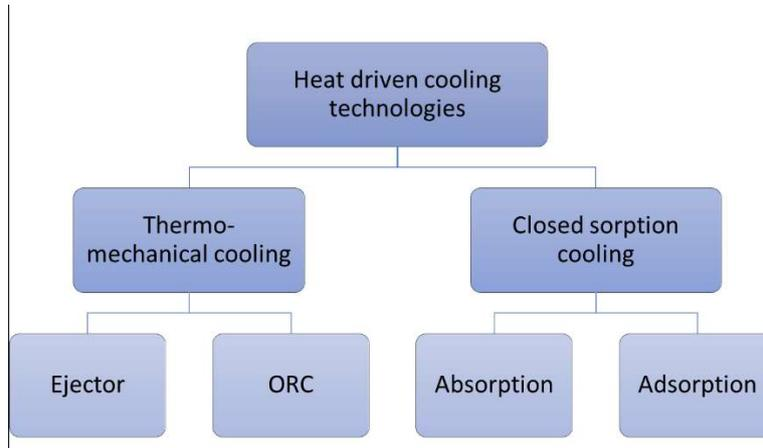 Heat driven cooling
technologies
Thermo-
mechanical cooling
Closed sorption
cooling
Ejector
ORC
Absorption
Adsorption